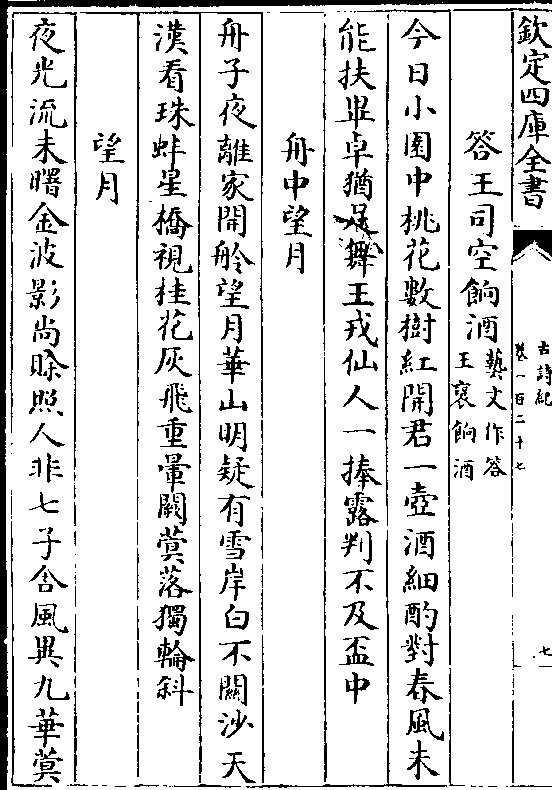 欽定四庫全書
古詩紀
卷一百二十七
七
答王司空餉酒藝文作答
王襃餉酒
今日小園中桃花數樹紅開君一壺酒細酌對春風未
能扶畢卓猶足舞王戎仙人一捧露判不及盃中
舟中望月
舟子夜離家開舲望月華山明疑有雪岸白不關沙天
漢看珠蚌星橋視桂花灰飛重暈闕蓂落獨輪斜
望月
夜光流未曙金波影尚賖照人非七子含風異九華蓂